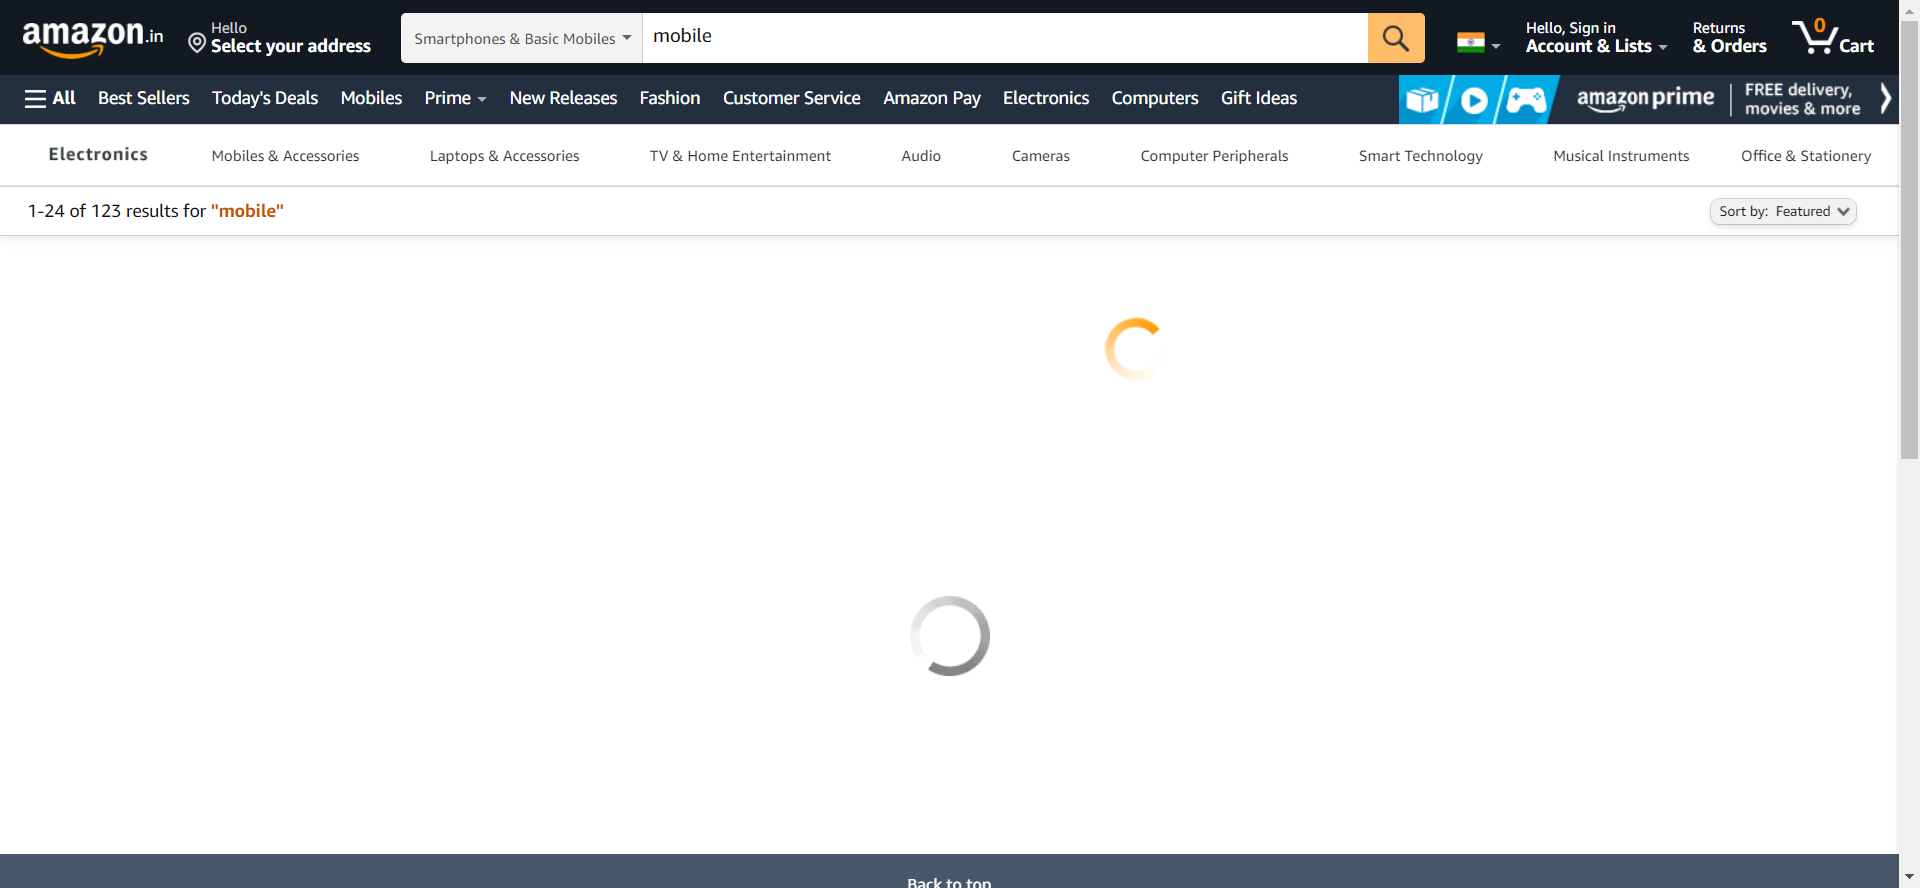 amazon.in
Hello
Select your address
Smartphones & Basic Mobiles
mobile
Hello, Sign in
Account & Lists
Returns
& Orders
0
Cart
All
Best Sellers
Today's Deals
Mobiles
Prime
New Releases
Fashion
Customer Service
Amazon Pay
Electronics
Computers
Gift Ideas
amazon prime
FREE delivery,
movies & more
Electronics
Mobiles & Accessories
Laptops & Accessories
TV & Home Entertainment
Audio
Cameras
Computer Peripherals
Smart Technology
Musical Instruments
Office & Stationery
1-24 of 123 results for "mobile"
Sort by: Featured
Back to top